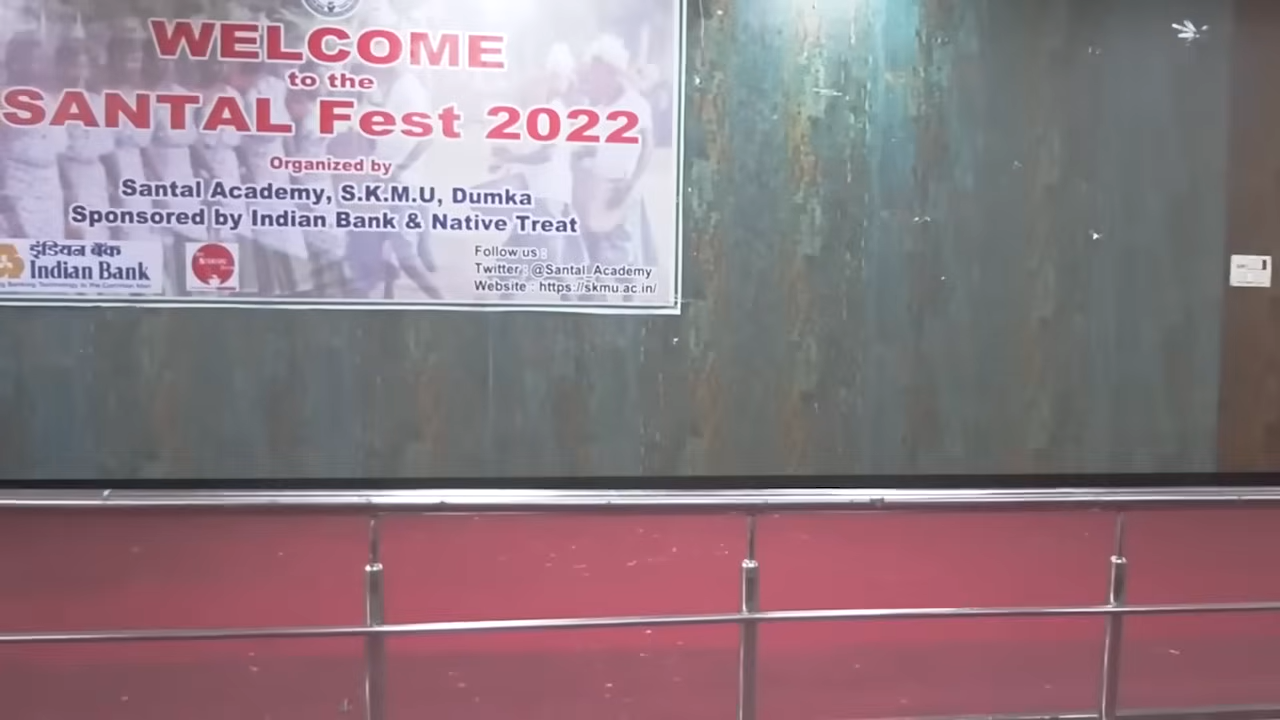 WELCOME
to the
SANTAL Fest 2022
Organized by
Santal Academy, S.K.M.U, Dumka
Sponsored by Indian Bank & Native Treat
इंडियन बैंक
Indian Bank
Follow us :
Twitter : @Santal_Academy
Website : https://skmu.ac.in/